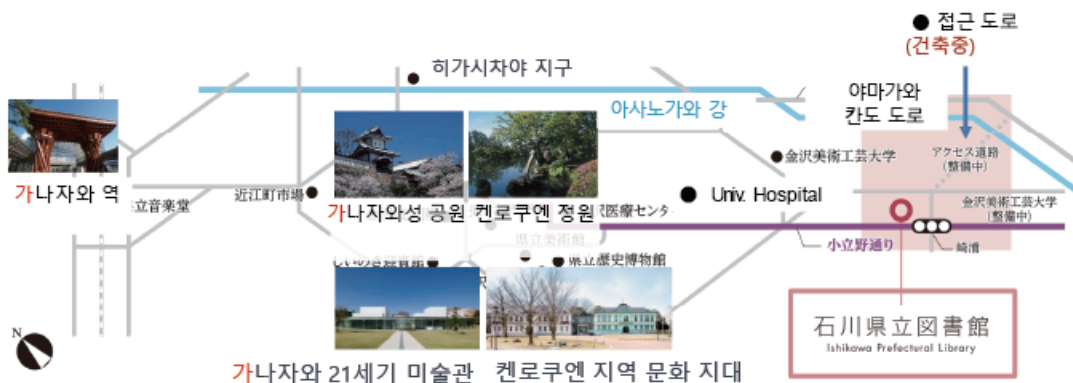 ● 접근 도로
(건축중)
히가시차야 지구
아사노가와 강
야마가와
칸도 도로
金沢美術工芸大学
アクセス道路
(整備中)
가나자와 역
県立音楽堂
近江町市場
가나자와성 공원
켄로쿠엔 정원
医療センター
● Univ. Hospital
金沢美術工芸大学
(整備中)
県立美術館
小立野通り
崎浦
県立歴史博物館
石川県立図書館
Ishikawa Prefectural Library
N
가나자와 21세기 미술관
켄로쿠엔 지역 문화 지대